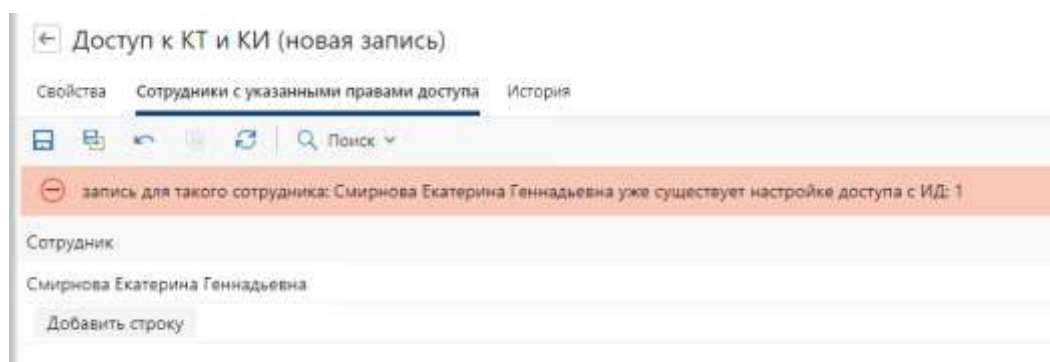 Доступ к КТ и КИ (новая запись)
Свойства Сотрудники с указанными правами доступа История
Поиск
запись для такого сотрудника: Смирнова Екатерина Геннадьевна уже существует настройке доступа с ИД: 1
Сотрудник
Смирнова Екатерина Геннадьевна
Добавить строку